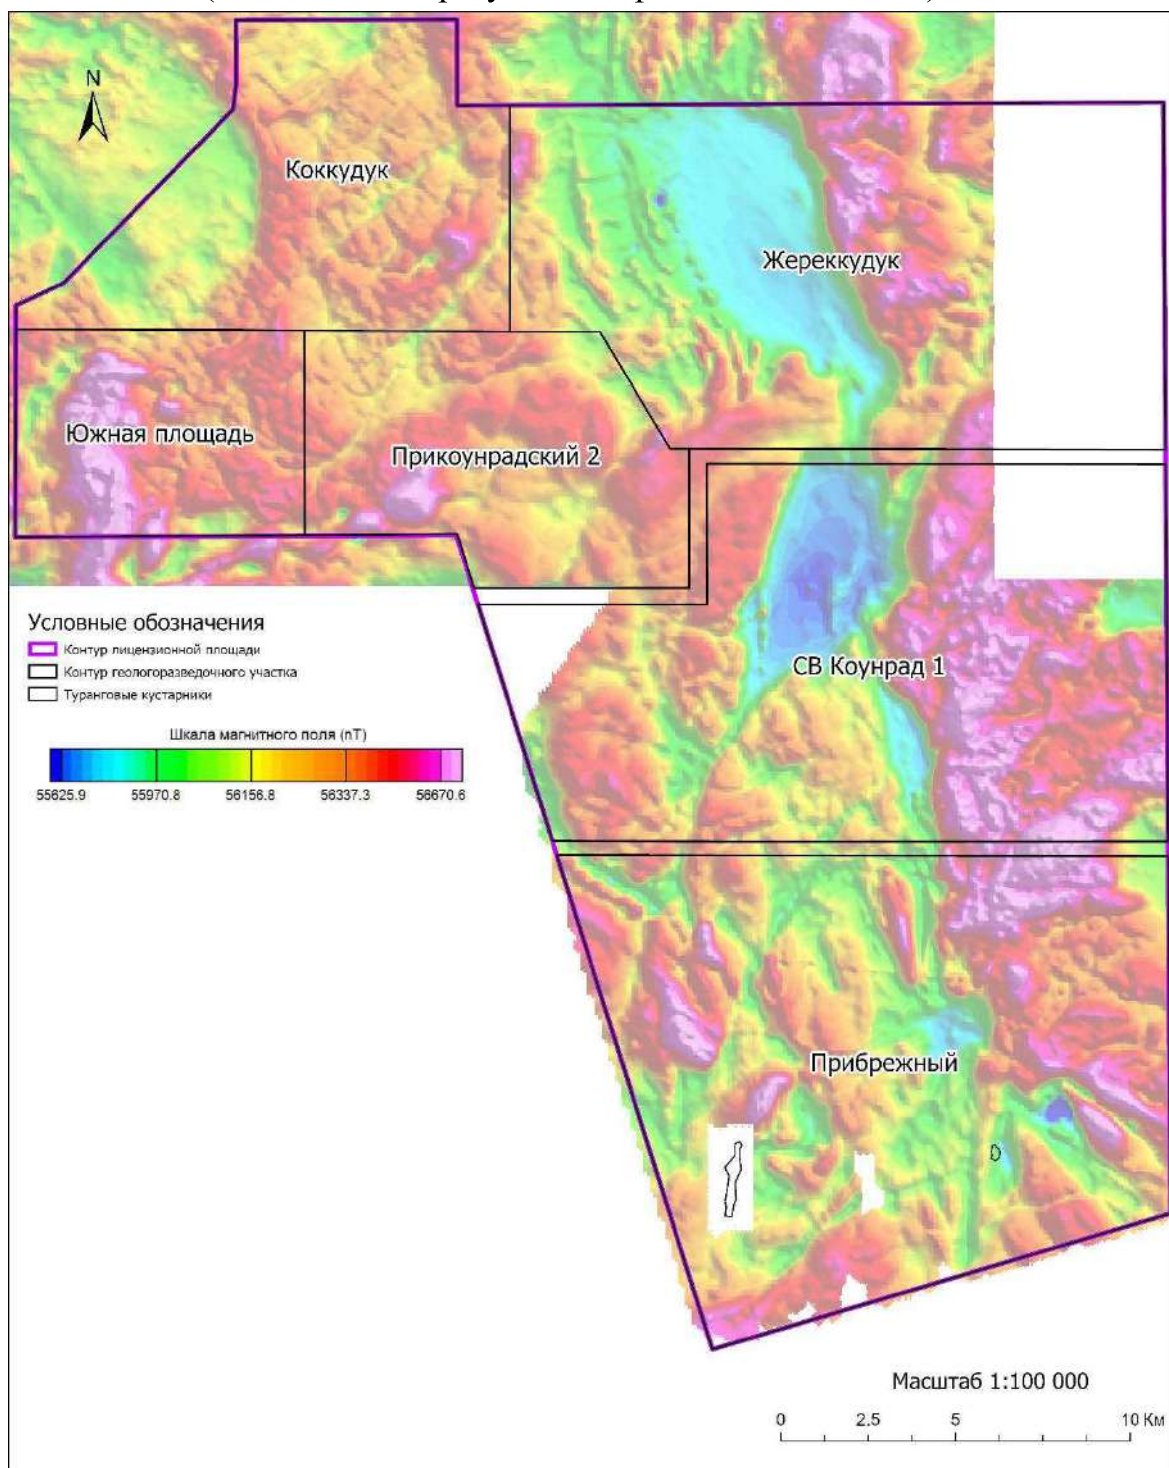 N
Коккудук
Жереккудук
Южная площадь
Прикоунрадский 2
СВ Коунрад 1
Прибрежный
Условные обозначения
Контур лицензионной площади
Контур геологоразведочного участка
Туранговые кустарники
Шкала магнитного поля (nT)
55625.9 55970.8 56156.8 56337.3 56670.6
Масштаб 1:100 000
0 2.5 5 10 Км